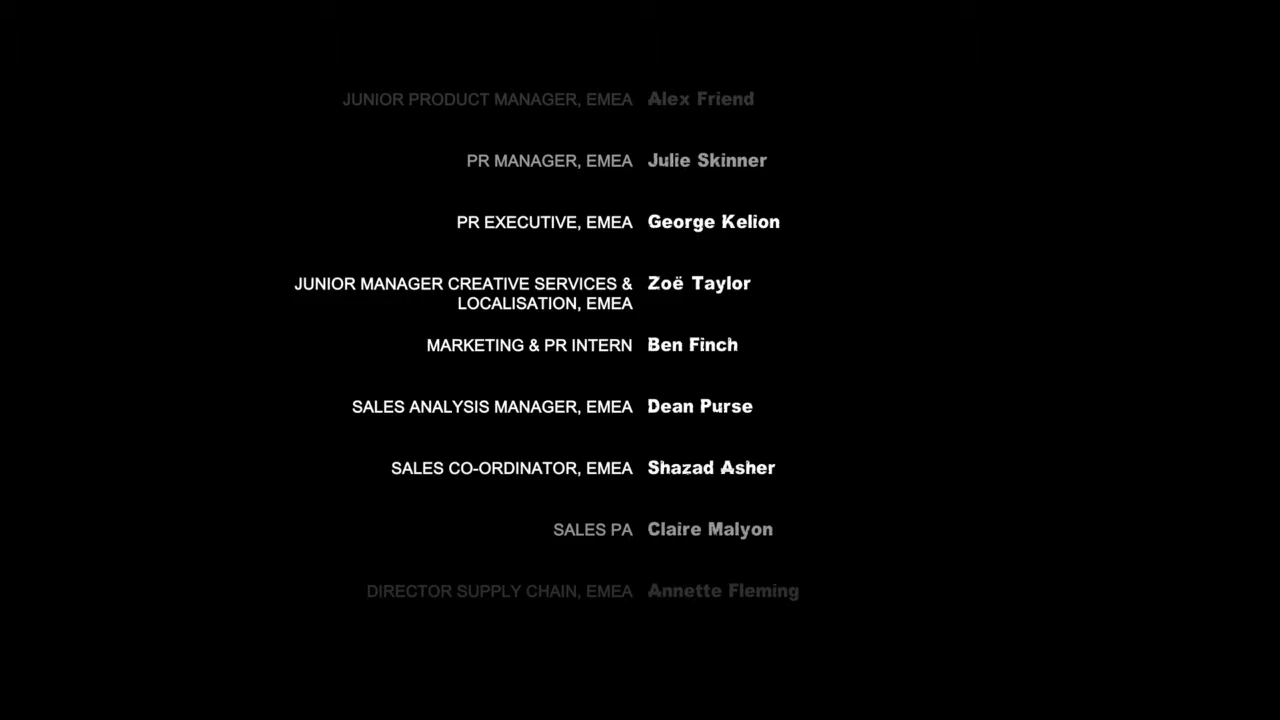 JUNIOR PRODUCT MANAGER, EMEA Alex Friend
PR MANAGER, EMEA Julie Skinner
PR EXECUTIVE, EMEA George Kelion
JUNIOR MANAGER CREATIVE SERVICES & Zoë Taylor
LOCALISATION, EMEA
MARKETING & PR INTERN Ben Finch
SALES ANALYSIS MANAGER, EMEA Dean Purse
SALES CO-ORDINATOR, EMEA Shazad Asher
SALES PA Claire Malyon
DIRECTOR SUPPLY CHAIN, EMEA Annette Fleming